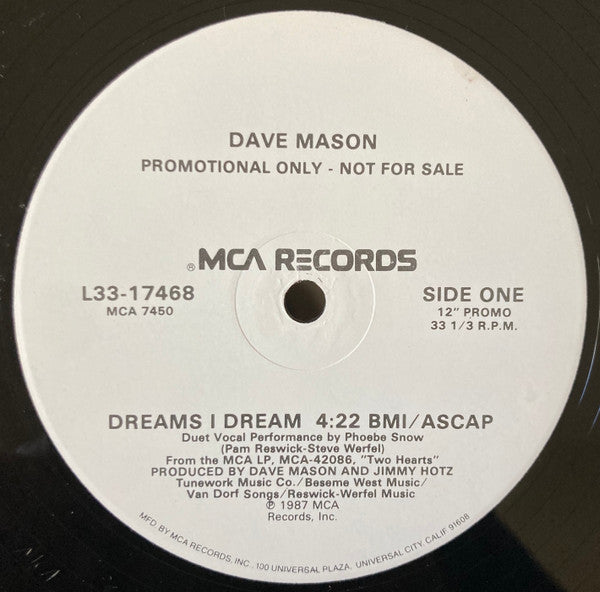 DAVE MASON
PROMOTIONAL ONLY - NOT FOR SALE
®MCA RECORDS
L33-17468
MCA 7450
SIDE ONE
12" PROMO
33 1/3 R.P.M.
DREAMS I DREAM 4:22 BMI/ASCAP
Duet Vocal Performance by Phoebe Snow
(Pam Reswick-Steve Werfel)
From the MCA LP, MCA-42086, "Two Hearts"
PRODUCED BY DAVE MASON AND JIMMY HOTZ
Tunework Music Co./Beseme West Music/
Van Dorf Songs/Reswick-Werfel Music
℗ 1987 MCA
Records, Inc.
MFD BY MCA RECORDS, INC., 100 UNIVERSAL PLAZA, UNIVERSAL CITY, CALIF. 91608